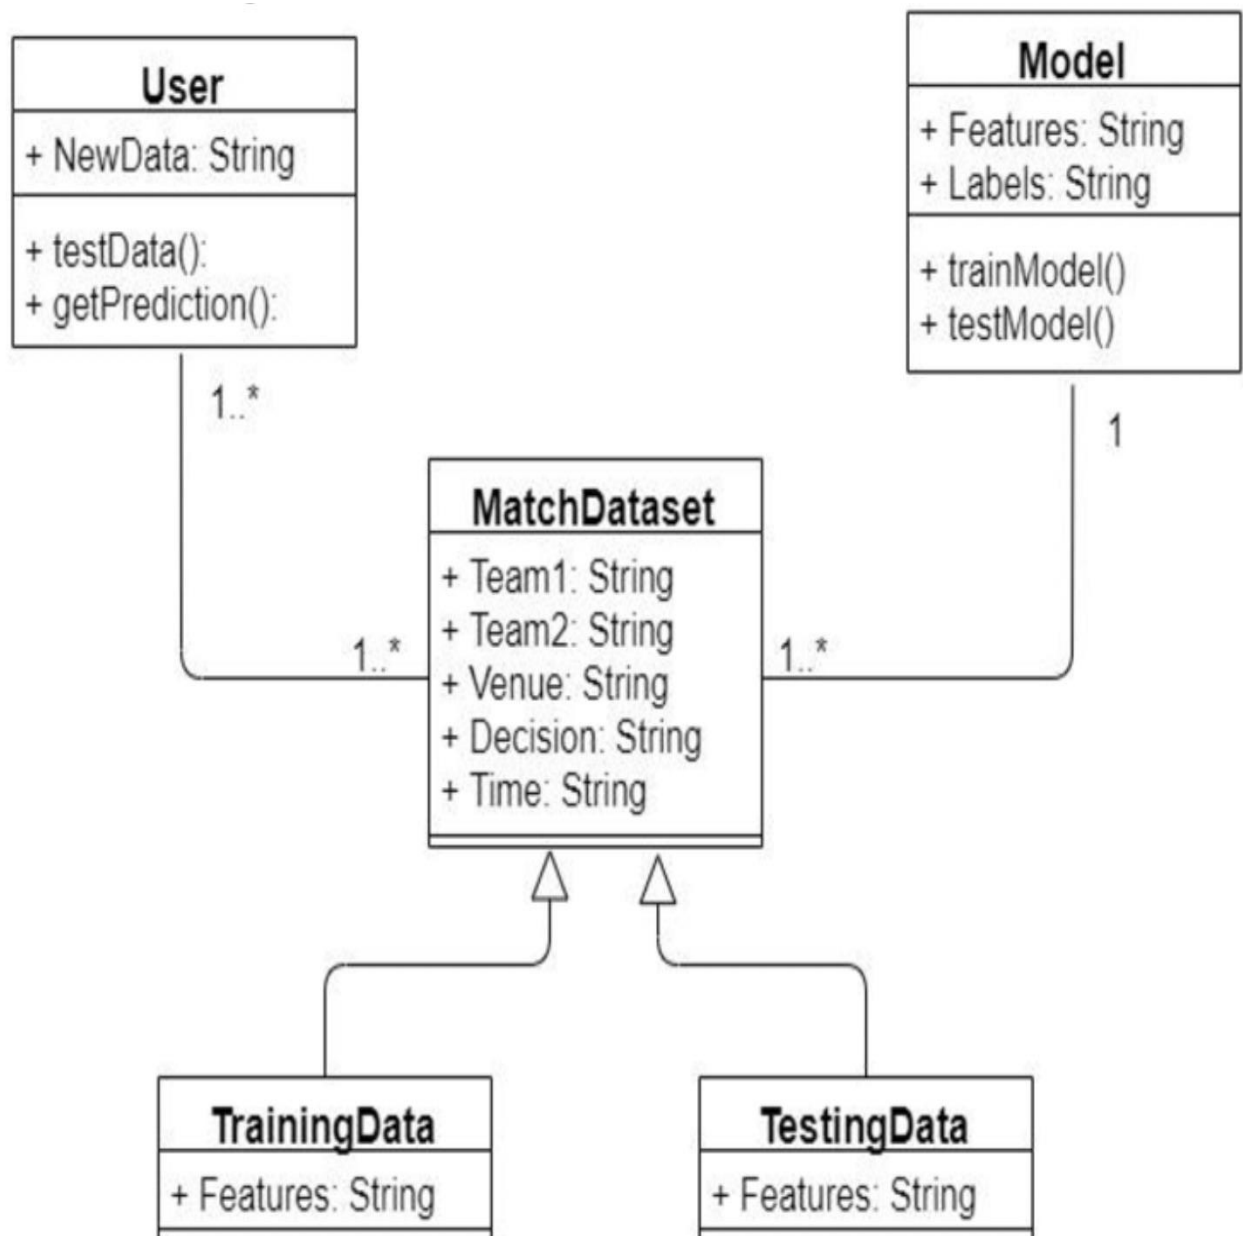 User
+ NewData: String
+ testData():
+ getPrediction():
1..*
Model
+ Features: String
+ Labels: String
+ trainModel()
+ testModel()
1
MatchDataset
+ Team1: String
+ Team2: String
+ Venue: String
+ Decision: String
+ Time: String
1..*
1..*
TrainingData
+ Features: String
TestingData
+ Features: String